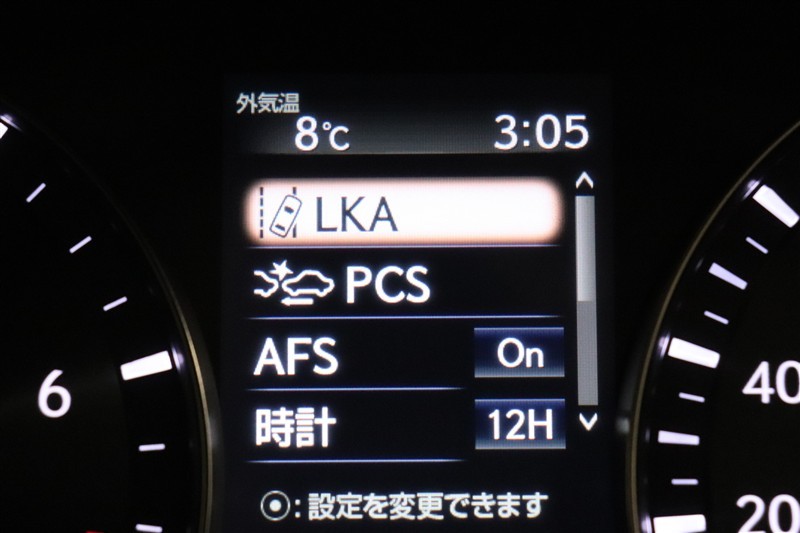 外気温
8℃ 3:05
LKA
PCS
AFS On
6
40
時計 12H
◉: 設定を変更できます
20